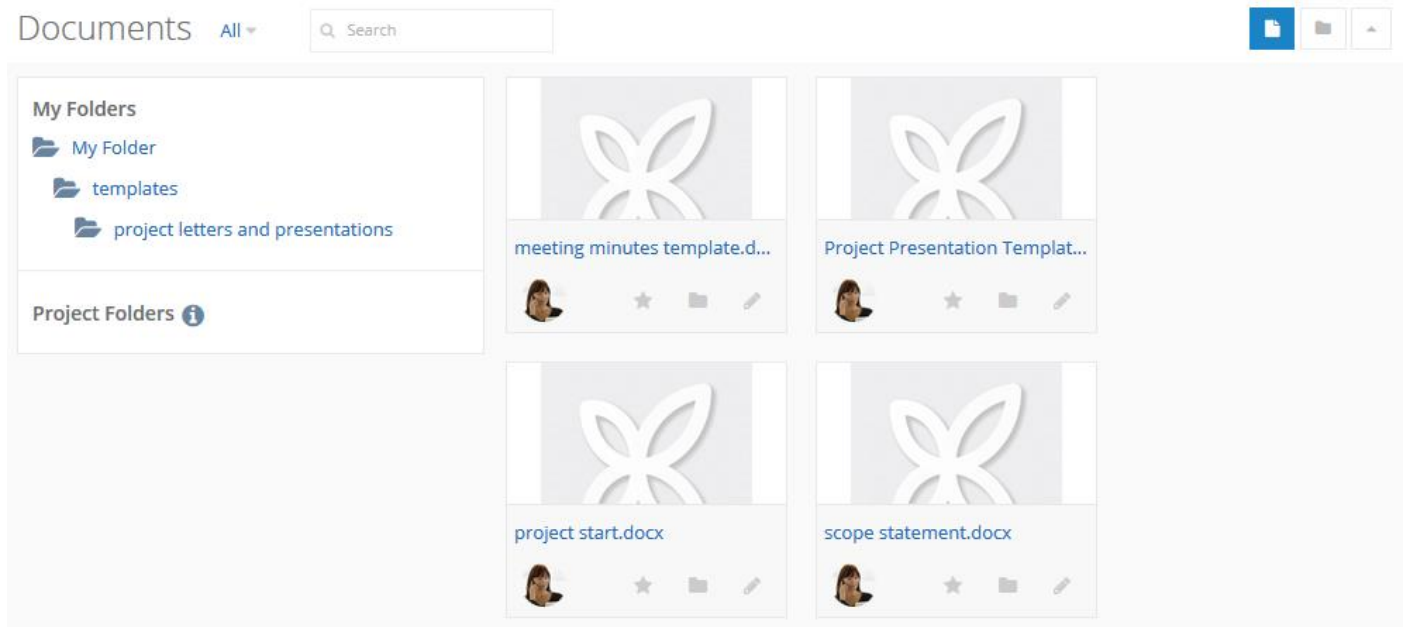 Documents All Search
My Folders
My Folder
templates
project letters and presentations
Project Folders
meeting minutes template.d...
Project Presentation Templat...
project start.docx
scope statement.docx